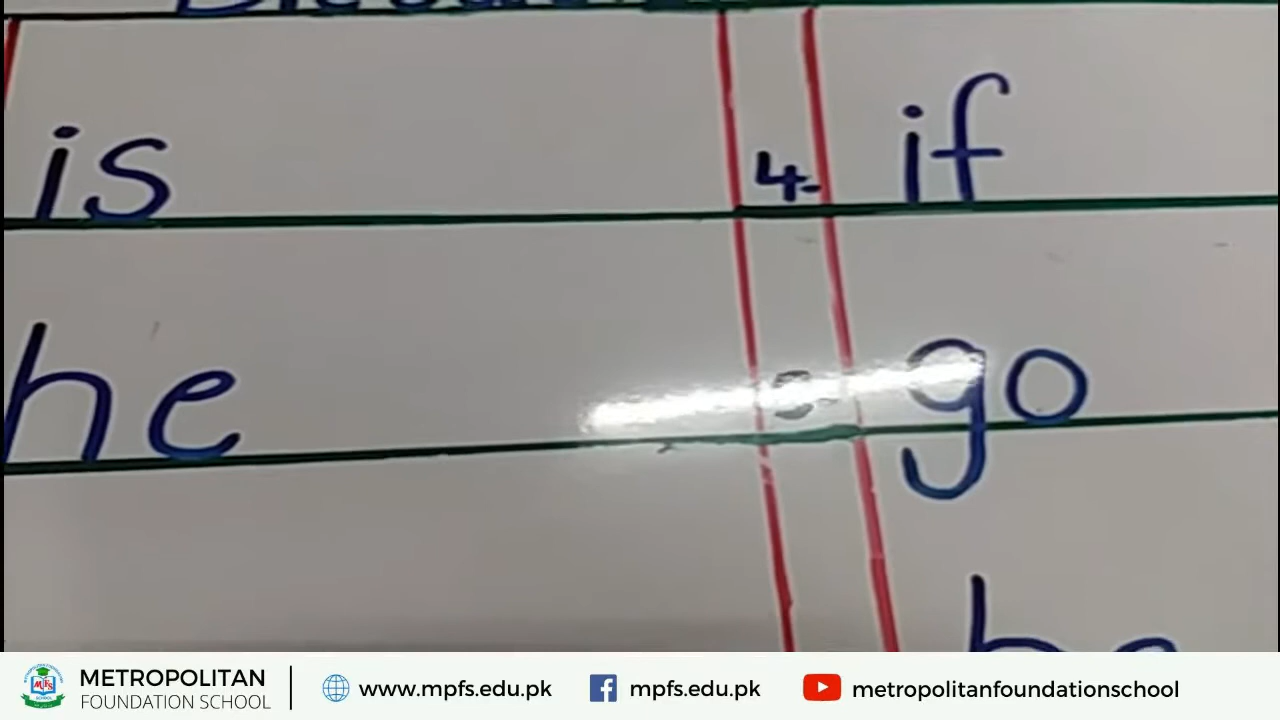 is 4. if
he go
METROPOLITAN
FOUNDATION SCHOOL
www.mpfs.edu.pk mpfs.edu.pk metropolitanfoundationschool